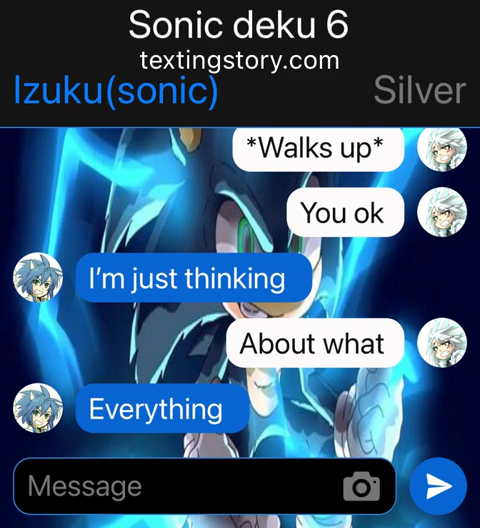 Sonic deku 6
textingstory.com
Izuku(sonic) Silver
*Walks up*
You ok
I'm just thinking
About what
Everything
Message